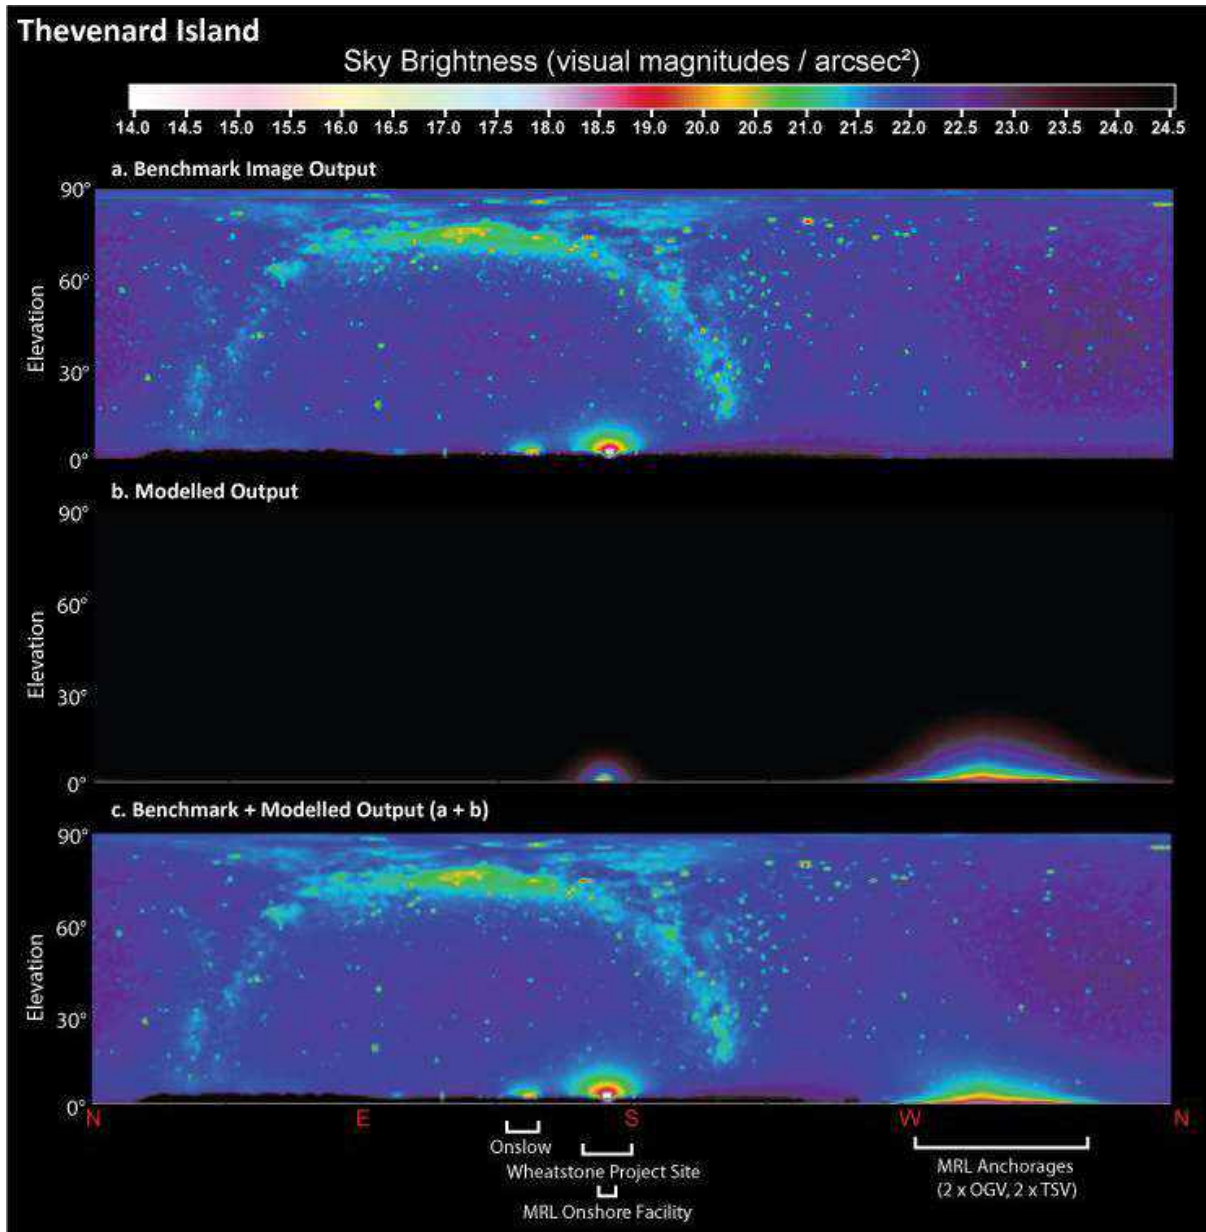 Thevenard Island
Sky Brightness (visual magnitudes / arcsec²)
14.0 14.5 15.0 15.5 16.0 16.5 17.0 17.5 18.0 18.5 19.0 19.5 20.0 20.5 21.0 21.5 22.0 22.5 23.0 23.5 24.0 24.5
a. Benchmark Image Output
90°
60°
30°
0°
Elevation
b. Modelled Output
90°
60°
30°
0°
Elevation
c. Benchmark + Modelled Output (a + b)
90°
60°
30°
0°
Elevation
N E S W N
Onslow
Wheatstone Project Site
MRL Onshore Facility
MRL Anchorages
(2 x OGV, 2 x TSV)